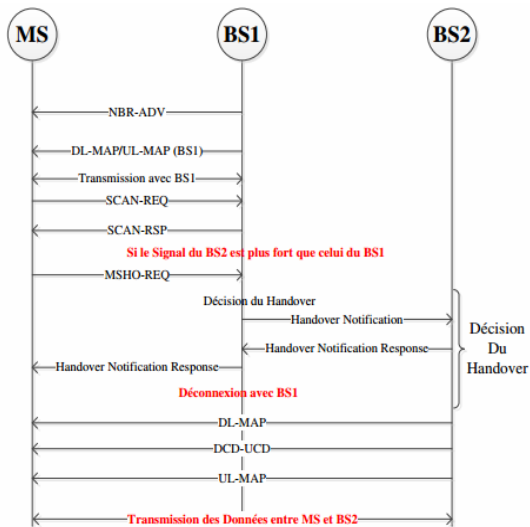 MS BS1 BS2
NBR-ADV
DL-MAP/UL-MAP (BS1)
Transmission avec BS1
SCAN-REQ
SCAN-RSP
Si le Signal du BS2 est plus fort que celui du BS1
MSHO-REQ
Décision du Handover
Handover Notification
Handover Notification Response
Handover Notification Response
Décision
Du
Handover
Déconnexion avec BS1
DL-MAP
DCD-UCD
UL-MAP
Transmission des Données entre MS et BS2